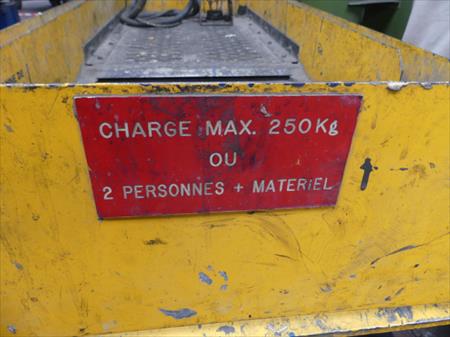 CHARGE MAX. 250Kg
OU
2 PERSONNES + MATERIEL